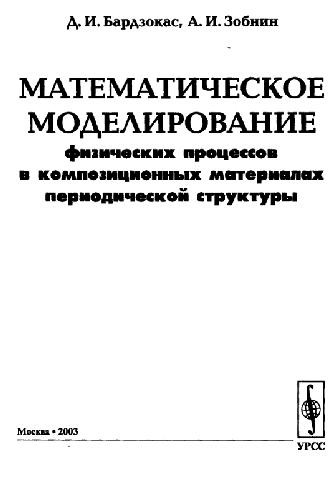 Д. И. Бардзокас, А. И. Зобнин
МАТЕМАТИЧЕСКОЕ
МОДЕЛИРОВАНИЕ
физических процессов
в композиционных материалах
периодической структуры
Москва • 2003
УРСС